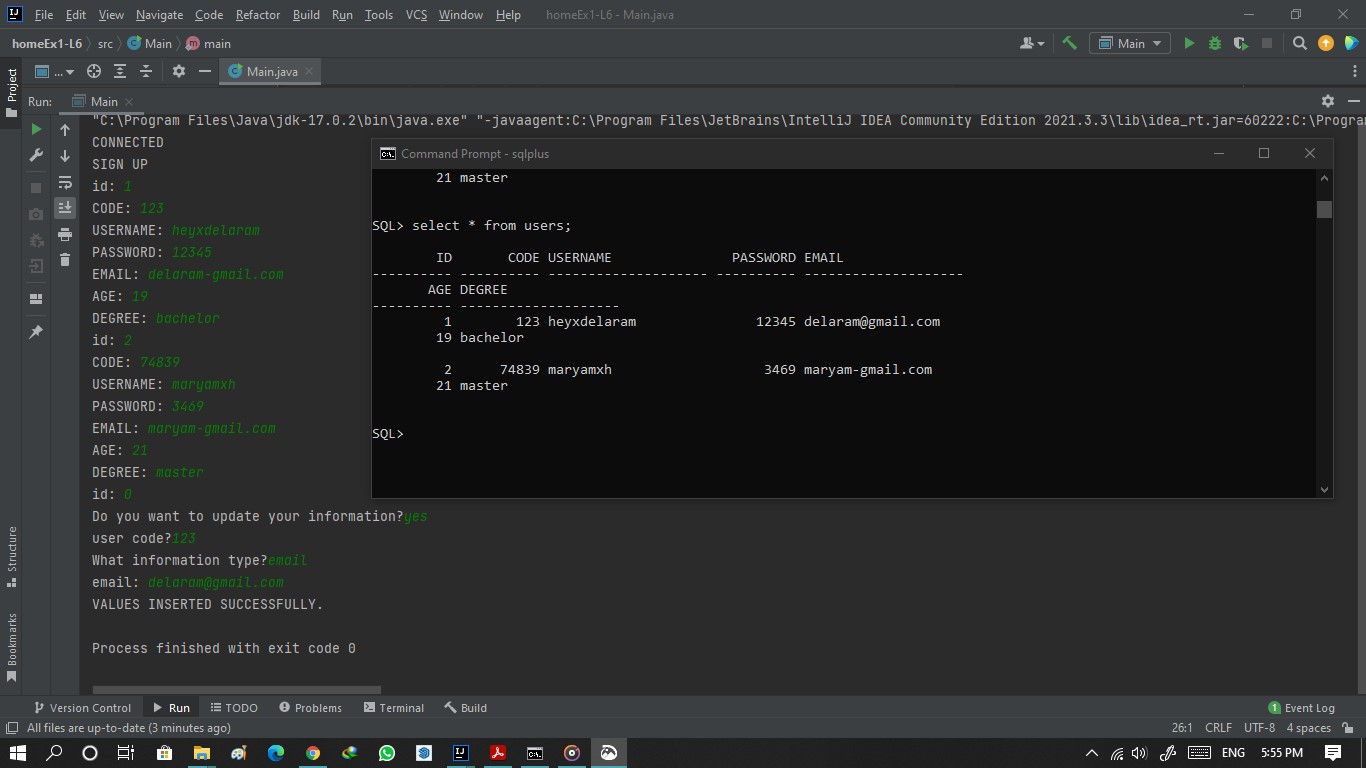 File Edit View Navigate Code Refactor Build Run Tools VCS Window Help homeEx1-L6 - Main.java
homeEx1-L6 src Main main Main
Project ... Main.java
Run: Main
"C:\Program Files\Java\jdk-17.0.2\bin\java.exe" "-javaagent:C:\Program Files\JetBrains\IntelliJ IDEA Community Edition 2021.3.3\lib\idea_rt.jar=60222:C:\Program
CONNECTED
SIGN UP
id: 1
CODE: 123
USERNAME: heyxdelaram
PASSWORD: 12345
EMAIL: delaram-gmail.com
AGE: 19
DEGREE: bachelor
id: 2
CODE: 74839
USERNAME: maryamxh
PASSWORD: 3469
EMAIL: maryam-gmail.com
AGE: 21
DEGREE: master
id: 0
Do you want to update your information?yes
user code?123
What information type?email
email: delaram@gmail.com
VALUES INSERTED SUCCESSFULLY.
Process finished with exit code 0
Command Prompt - sqlplus
21 master
SQL> select * from users;
ID CODE USERNAME PASSWORD EMAIL
---------- ---------- -------------------- ---------- --------------------
AGE DEGREE
---------- --------------------
1 123 heyxdelaram 12345 delaram@gmail.com
19 bachelor
2 74839 maryamxh 3469 maryam-gmail.com
21 master
SQL>
Structure
Bookmarks
Version Control Run TODO Problems Terminal Build 1 Event Log
All files are up-to-date (3 minutes ago) 26:1 CRLF UTF-8 4 spaces
ENG 5:55 PM